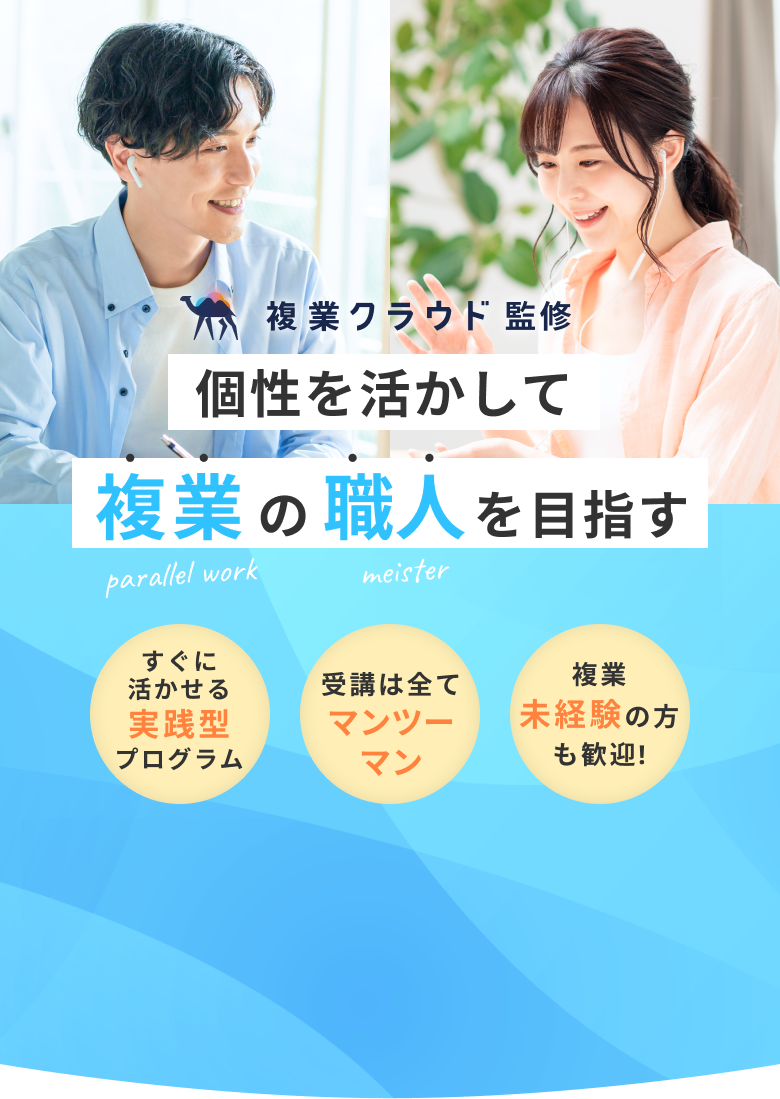 複業クラウド監修
個性を活かして
複業の職人を目指す
parallel work meister
すぐに
活かせる
実践型
プログラム
受講は全て
マンツー
マン
複業
未経験の方
も歓迎!